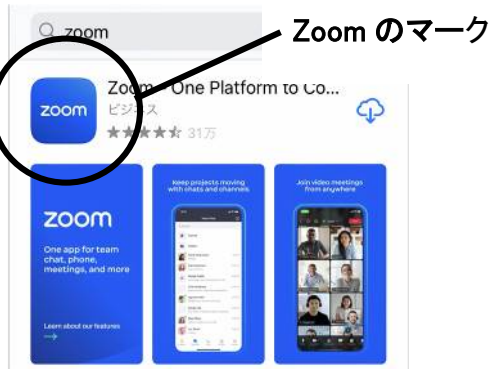 zoom
Zoom のマーク
Zoom - One Platform to Co...
ビジネス
zoom
★★★★⯪ 31万
zoom
One app for team
chat, phone,
meetings, and more
Learn about our features
Keep projects moving
with chats and channels
Join video meetings
from anywhere